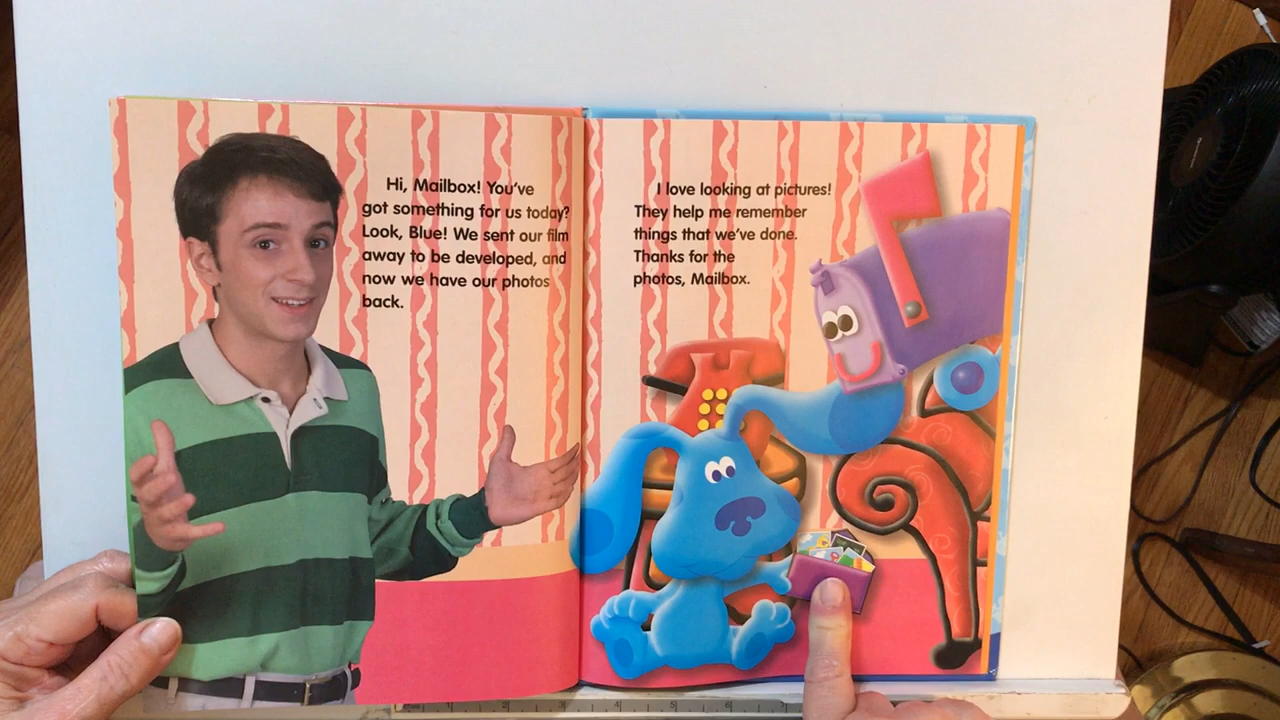 Hi, Mailbox! You've
got something for us today?
Look, Blue! We sent our film
away to be developed, and
now we have our photos
back.
I love looking at pictures!
They help me remember
things that we've done.
Thanks for the
photos, Mailbox.